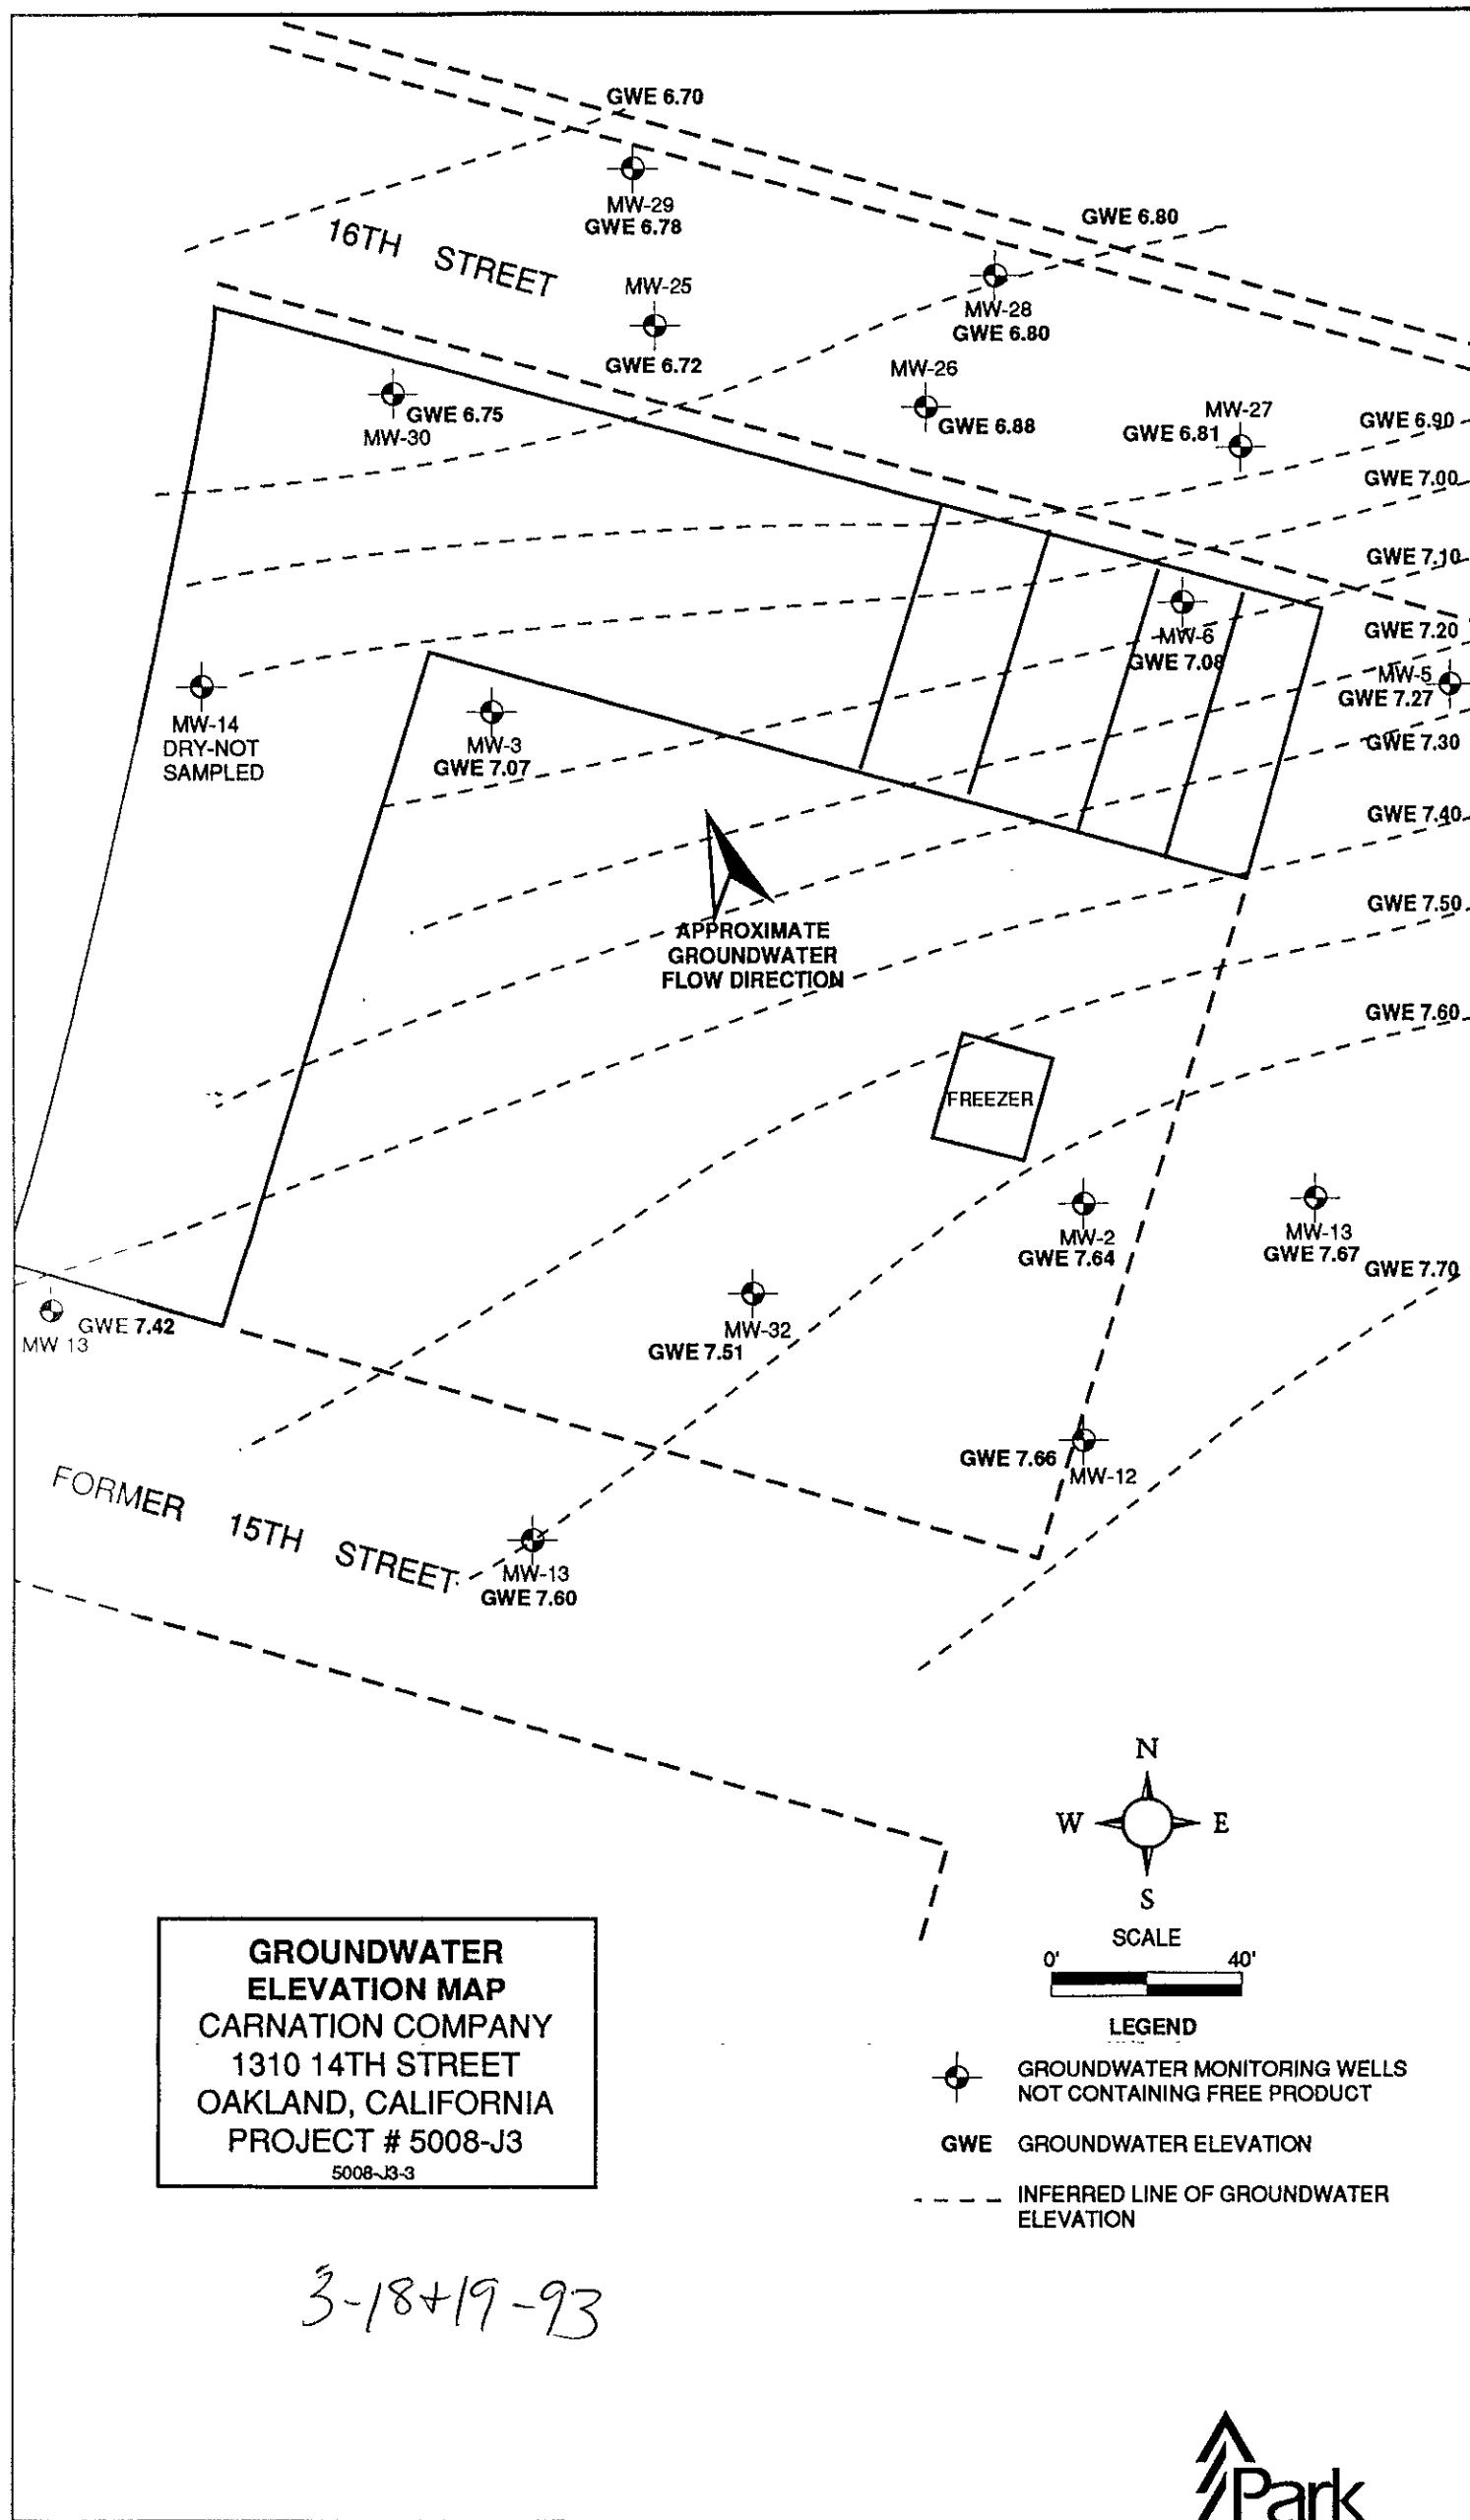 GWE 6.70
MW-29
GWE 6.78
16TH STREET
GWE 6.80
MW-25
GWE 6.72
MW-28
GWE 6.80
MW-26
GWE 6.88
GWE 6.75
MW-30
MW-27
GWE 6.81
GWE 6.90
GWE 7.00
GWE 7.10
MW-6
GWE 7.08
GWE 7.20
MW-5
GWE 7.27
GWE 7.30
MW-14
DRY-NOT
SAMPLED
MW-3
GWE 7.07
GWE 7.40
APPROXIMATE
GROUNDWATER
FLOW DIRECTION
GWE 7.50
GWE 7.60
FREEZER
MW-2
GWE 7.64
MW-13
GWE 7.67
GWE 7.70
GWE 7.42
MW 13
MW-32
GWE 7.51
GWE 7.66
MW-12
FORMER 15TH STREET
MW-13
GWE 7.60
N
W E
S
SCALE
0' 40'
LEGEND
GROUNDWATER MONITORING WELLS
NOT CONTAINING FREE PRODUCT
GWE GROUNDWATER ELEVATION
INFERRED LINE OF GROUNDWATER
ELEVATION
GROUNDWATER
ELEVATION MAP
CARNATION COMPANY
1310 14TH STREET
OAKLAND, CALIFORNIA
PROJECT # 5008-J3
5008-J3-3
3-18+19-93
Park